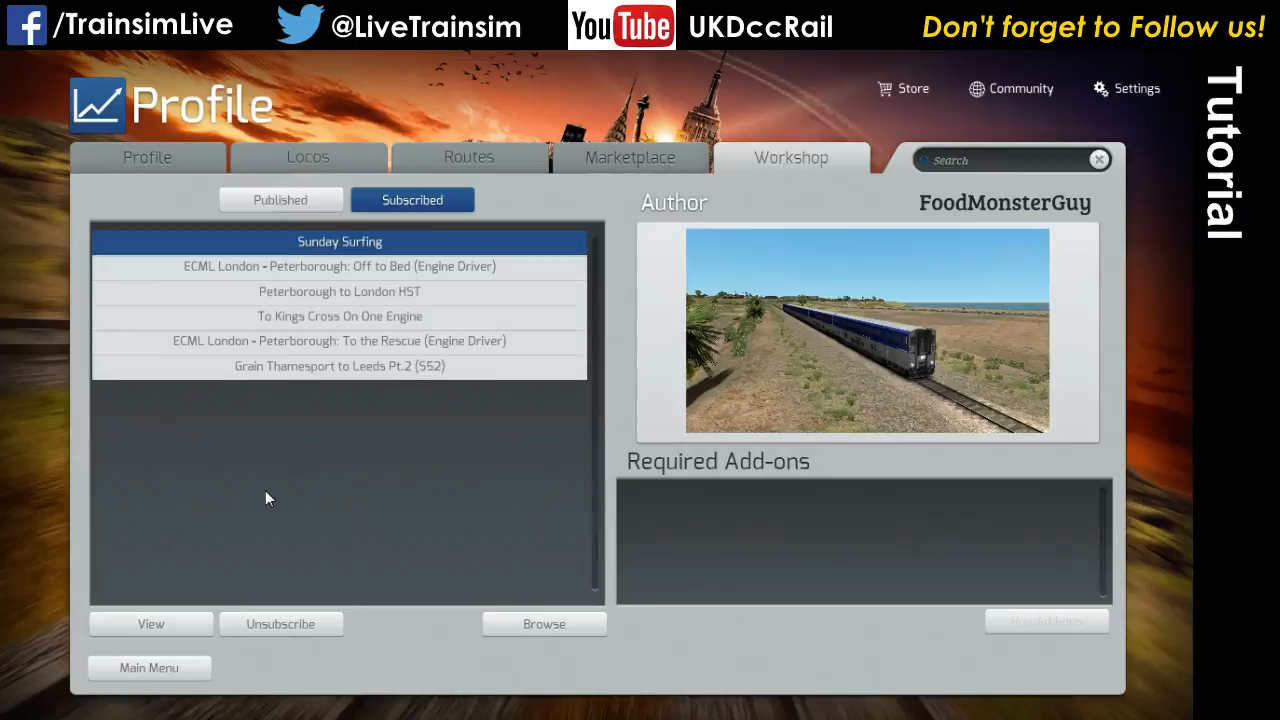 /TrainsimLive
@LiveTrainsim
YouTube
UKDccRail
Don't forget to Follow us!
Tutorial
Profile
Store
Community
Settings
Profile
Locos
Routes
Marketplace
Workshop
Search
Published
Subscribed
Sunday Surfing
ECML London - Peterborough: Off to Bed (Engine Driver)
Peterborough to London HST
To Kings Cross On One Engine
ECML London - Peterborough: To the Rescue (Engine Driver)
Grain Thamesport to Leeds Pt.2 (S52)
Author
FoodMonsterGuy
Required Add-ons
View
Unsubscribe
Browse
Main Menu